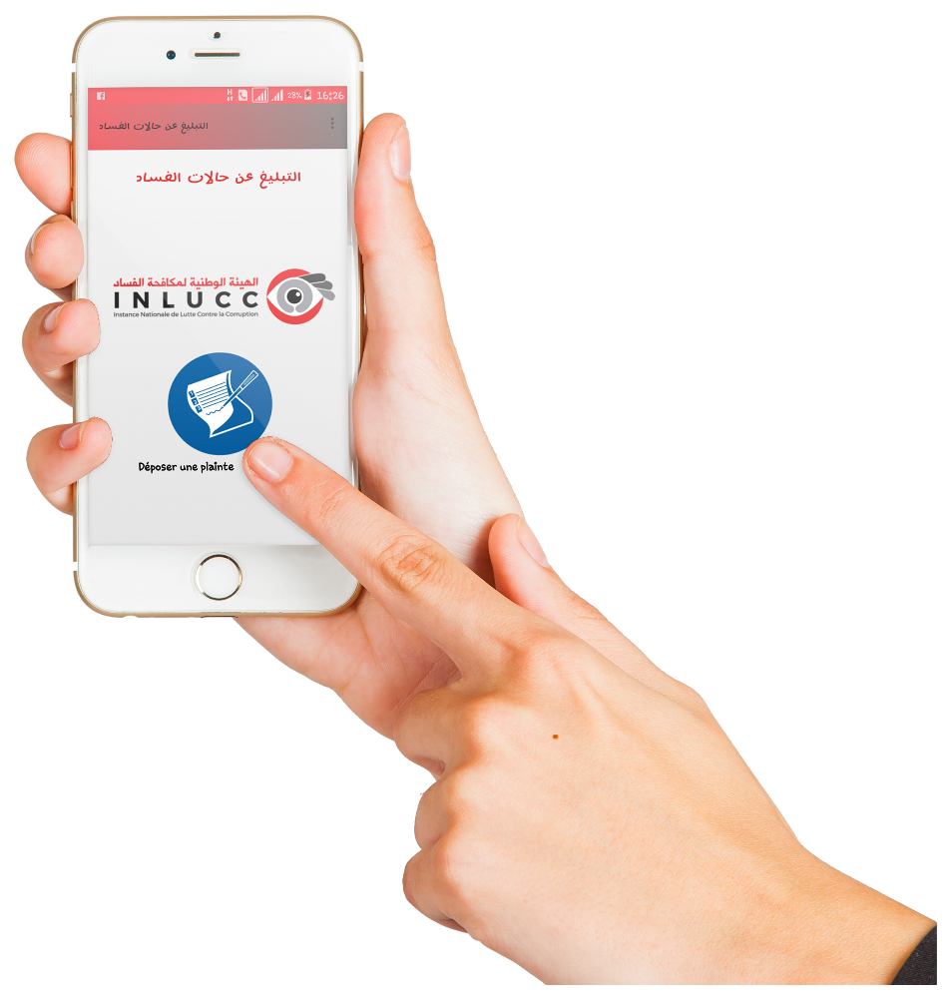 28% 16:26
التبليغ عن حالات الفساد
التبليغ عن حالات الفساد
الهيئة الوطنية لمكافحة الفساد
INLUCC
Instance Nationale de Lutte Contre la Corruption
Déposer une plainte